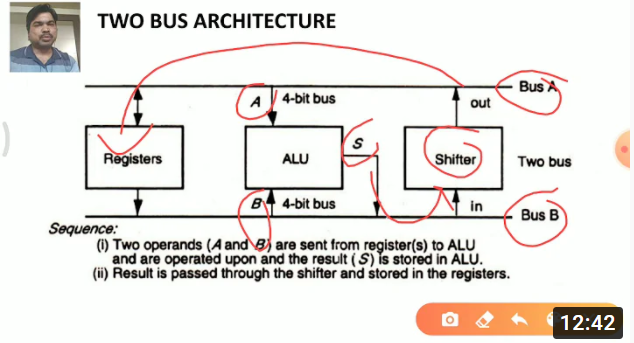 TWO BUS ARCHITECTURE
Bus A
A 4-bit bus
out
S
Registers
ALU
Shifter
Two bus
B 4-bit bus
in
Bus B
Sequence:
(i) Two operands (A and B) are sent from register(s) to ALU
and are operated upon and the result (S) is stored in ALU.
(ii) Result is passed through the shifter and stored in the registers.
12:42